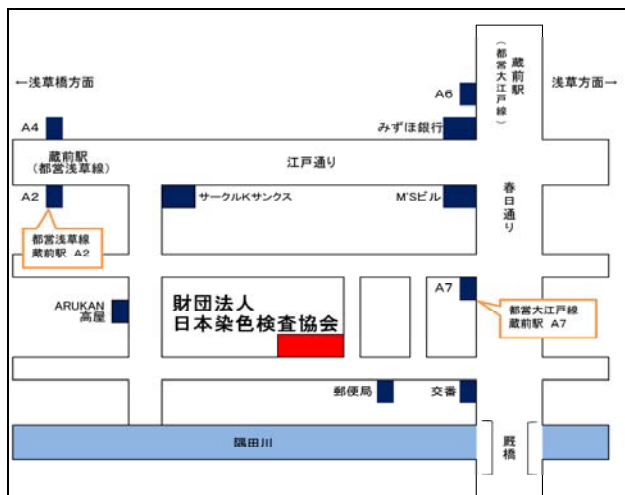 ←浅草橋方面
浅草方面→
蔵前駅
(都営大江戸線)
A6
A4
みずほ銀行
蔵前駅
(都営浅草線)
江戸通り
A2
サークルKサンクス
M'Sビル
春日通り
都営浅草線
蔵前駅 A2
A7
ARUKAN
高屋
財団法人
日本染色検査協会
都営大江戸線
蔵前駅 A7
郵便局
交番
隅田川
厩橋